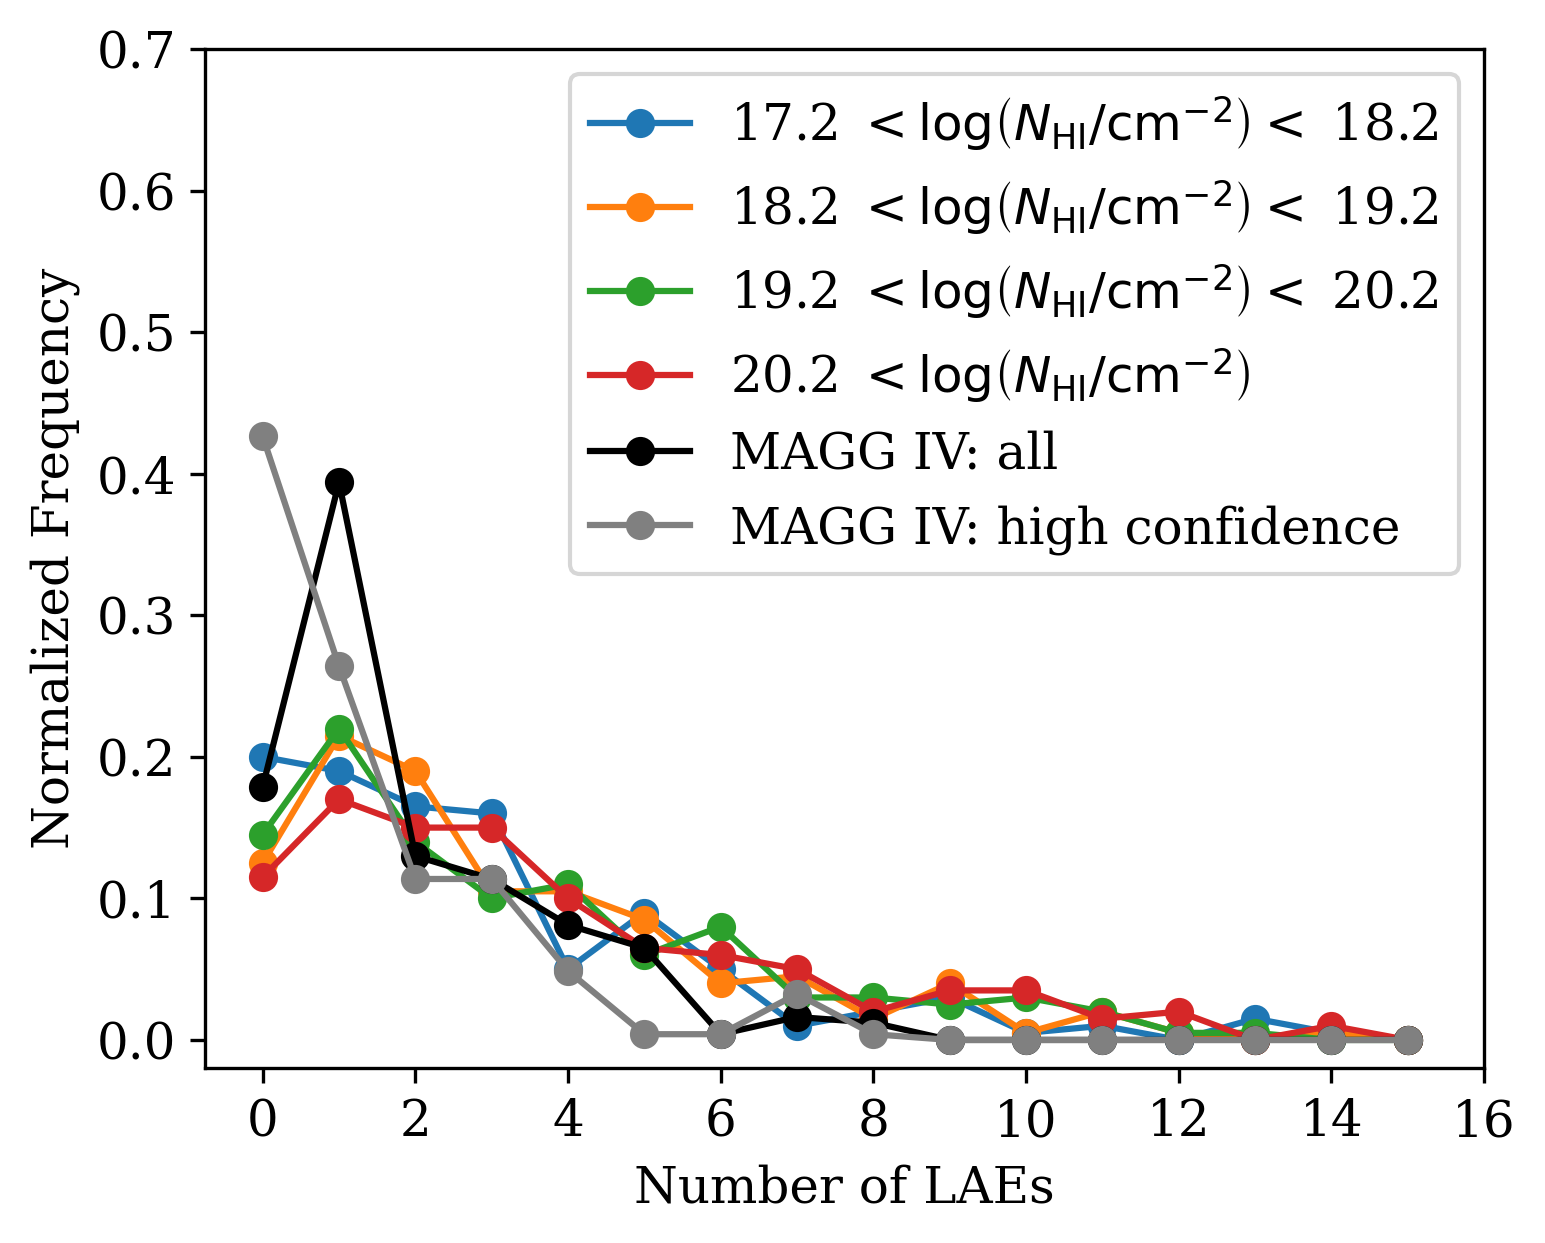 0.7
0.6
0.5
0.4
0.3
0.2
0.1
0.0
Normalized Frequency
17.2 < log(N_HI/cm⁻²) < 18.2
18.2 < log(N_HI/cm⁻²) < 19.2
19.2 < log(N_HI/cm⁻²) < 20.2
20.2 < log(N_HI/cm⁻²)
MAGG IV: all
MAGG IV: high confidence
0 2 4 6 8 10 12 14 16
Number of LAEs